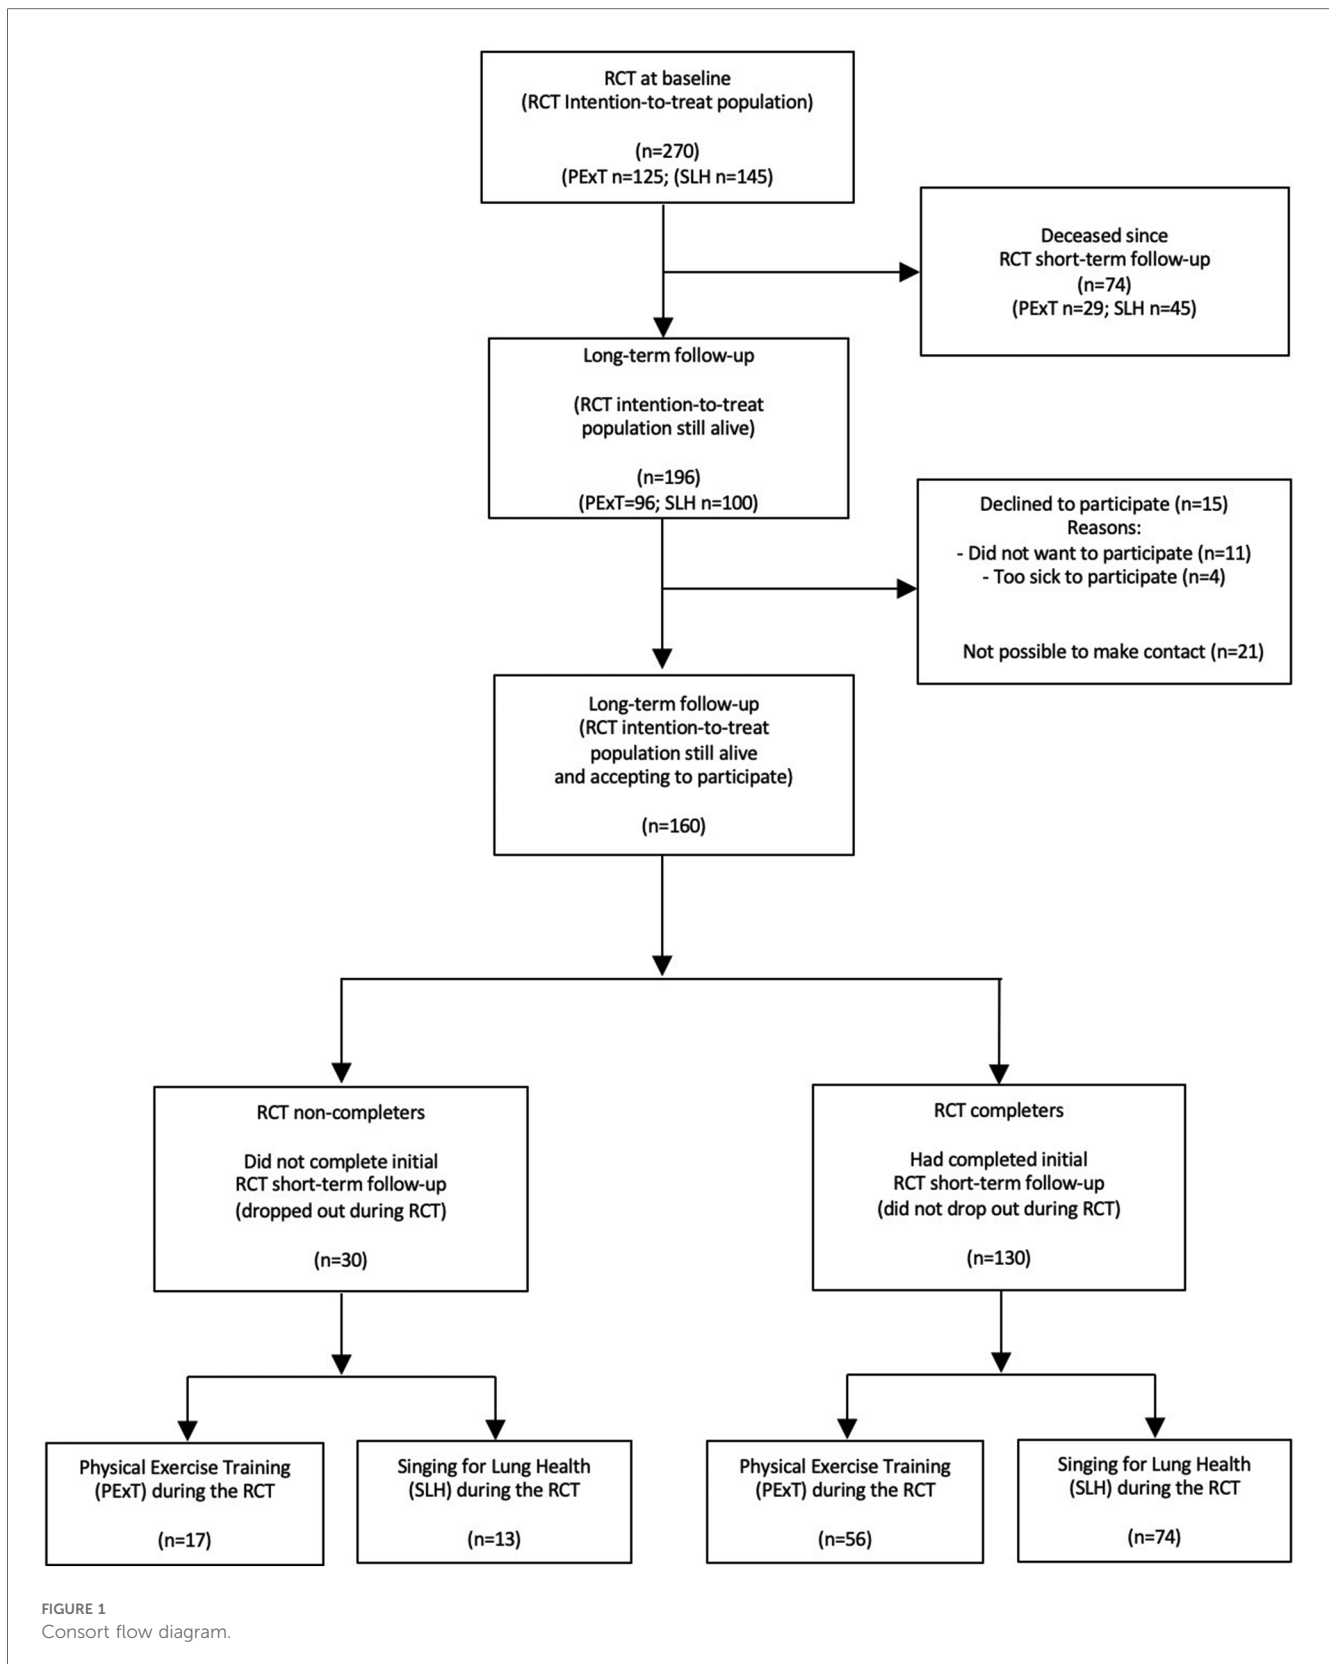 RCT at baseline
(RCT Intention-to-treat population)
(n=270)
(PExT n=125; (SLH n=145)
Deceased since
RCT short-term follow-up
(n=74)
(PExT n=29; SLH n=45)
Long-term follow-up
(RCT intention-to-treat
population still alive)
(n=196)
(PExT=96; SLH n=100)
Declined to participate (n=15)
Reasons:
- Did not want to participate (n=11)
- Too sick to participate (n=4)
Not possible to make contact (n=21)
Long-term follow-up
(RCT intention-to-treat
population still alive
and accepting to participate)
(n=160)
RCT non-completers
Did not complete initial
RCT short-term follow-up
(dropped out during RCT)
(n=30)
RCT completers
Had completed initial
RCT short-term follow-up
(did not drop out during RCT)
(n=130)
Physical Exercise Training
(PExT) during the RCT
(n=17)
Singing for Lung Health
(SLH) during the RCT
(n=13)
Physical Exercise Training
(PExT) during the RCT
(n=56)
Singing for Lung Health
(SLH) during the RCT
(n=74)
FIGURE 1
Consort flow diagram.